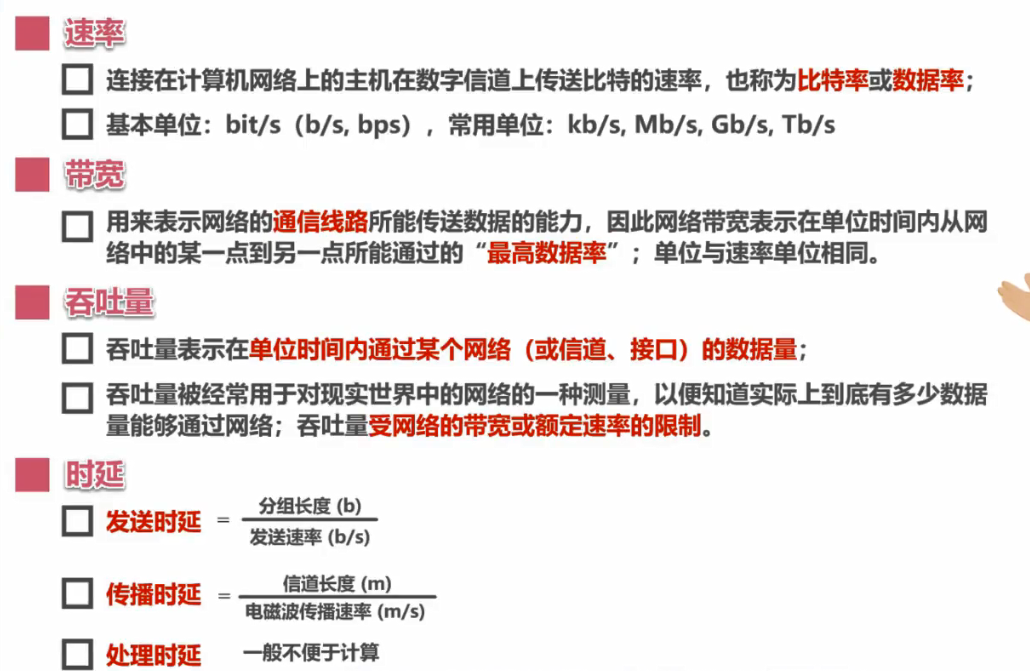 速率
连接在计算机网络上的主机在数字信道上传送比特的速率，也称为比特率或数据率；
基本单位：bit/s（b/s, bps），常用单位：kb/s, Mb/s, Gb/s, Tb/s
带宽
用来表示网络的通信线路所能传送数据的能力，因此网络带宽表示在单位时间内从网
络中的某一点到另一点所能通过的“最高数据率”；单位与速率单位相同。
吞吐量
吞吐量表示在单位时间内通过某个网络（或信道、接口）的数据量；
吞吐量被经常用于对现实世界中的网络的一种测量，以便知道实际上到底有多少数据
量能够通过网络；吞吐量受网络的带宽或额定速率的限制。
时延
发送时延 = 分组长度 (b)
发送速率 (b/s)
传播时延 = 信道长度 (m)
电磁波传播速率 (m/s)
处理时延 一般不便于计算